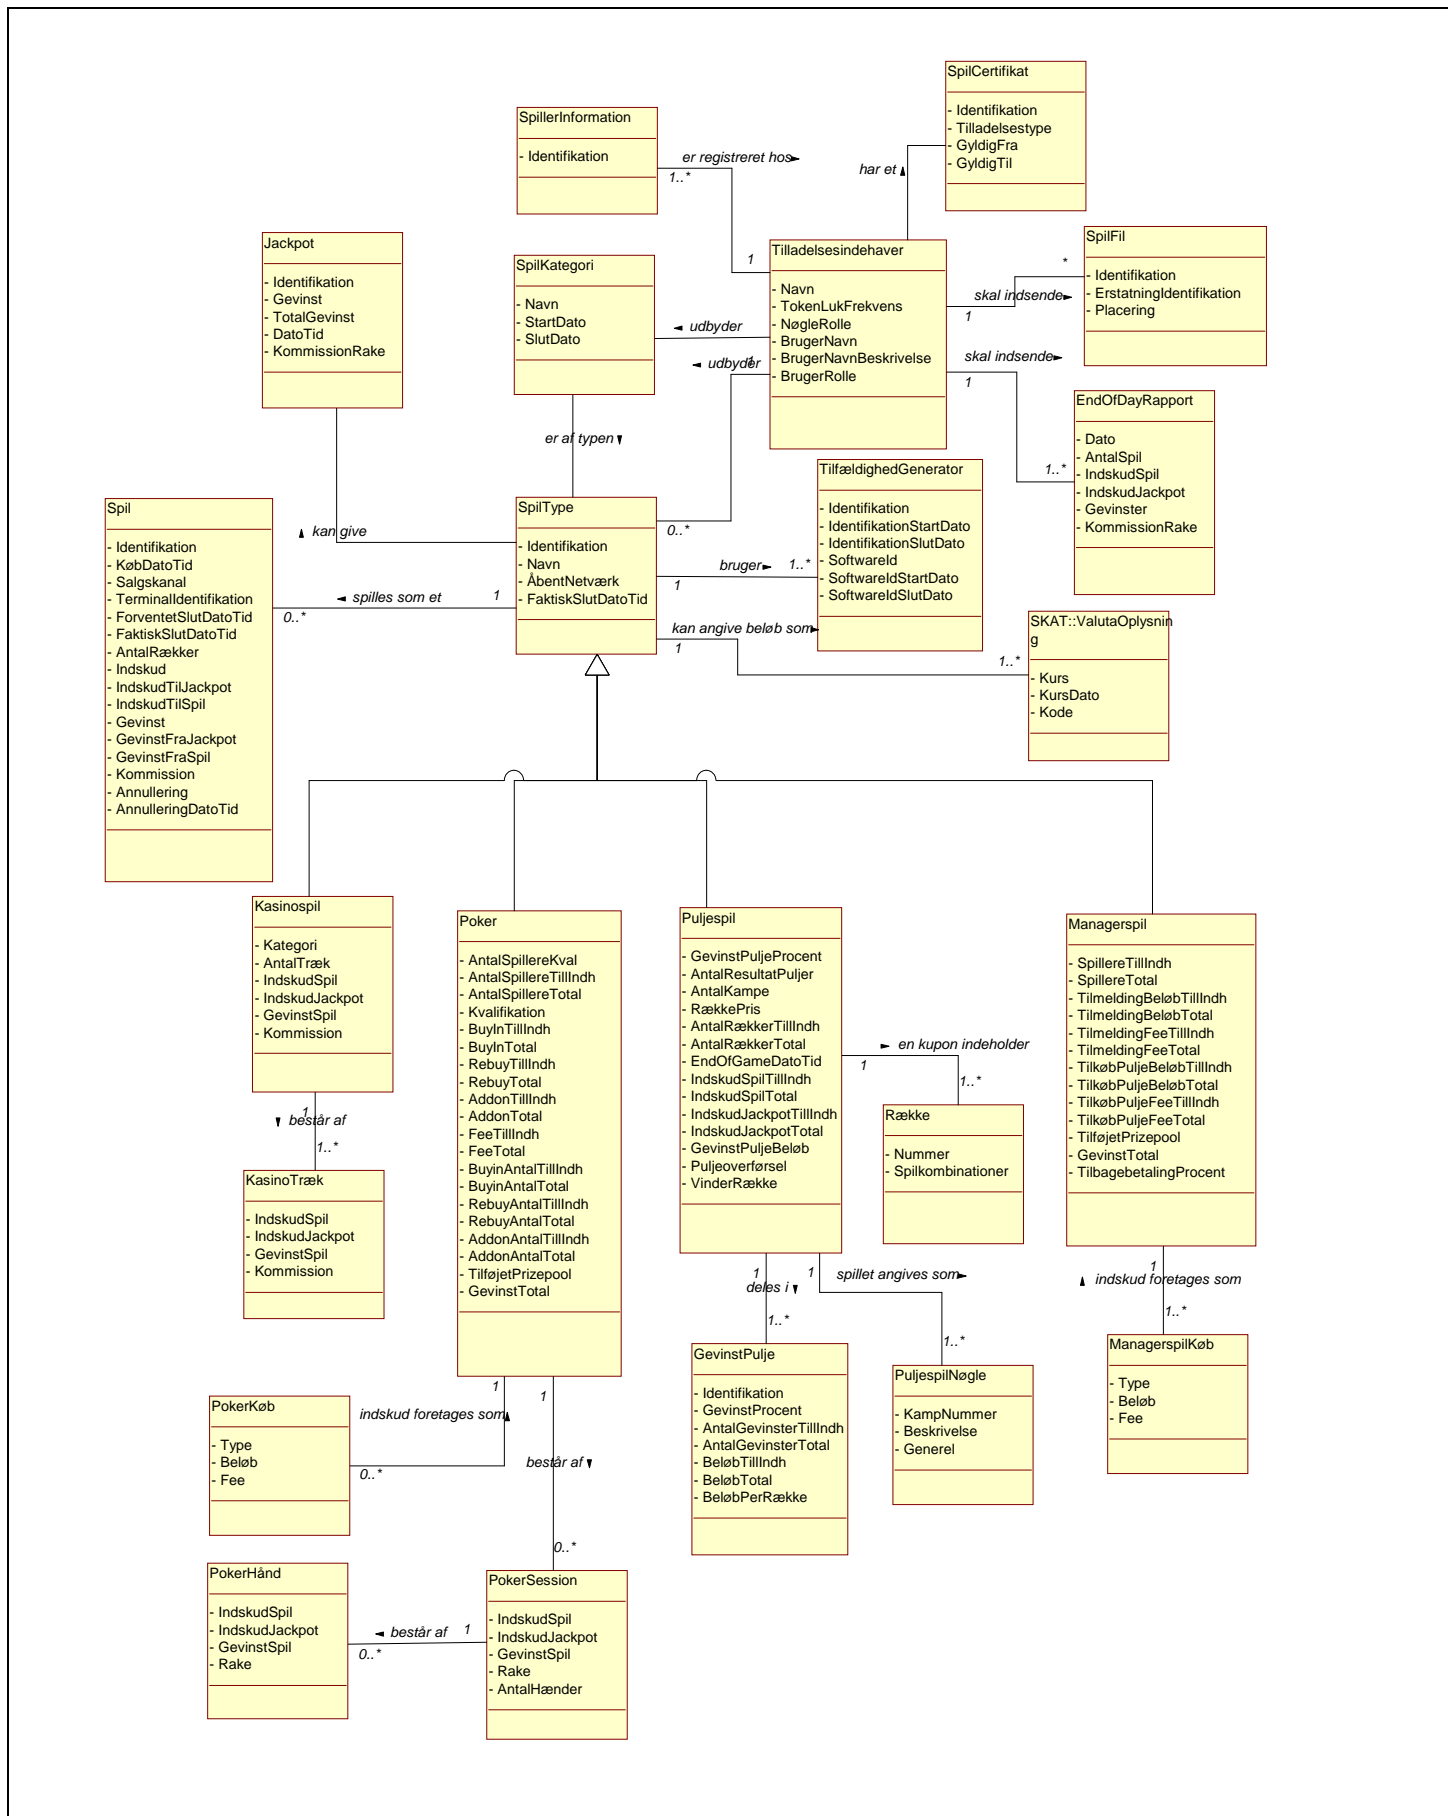 SpilCertifikat
- Identifikation
- Tilladelsestype
- GyldigFra
- GyldigTil
SpillerInformation
- Identifikation
er registreret hos
1..*
1
har et
Jackpot
- Identifikation
- Gevinst
- TotalGevinst
- DatoTid
- KommissionRake
SpilKategori
- Navn
- StartDato
- SlutDato
Tilladelsesindehaver
- Navn
- TokenLukFrekvens
- NøgleRolle
- BrugerNavn
- BrugerNavnBeskrivelse
- BrugerRolle
SpilFil
- Identifikation
- ErstatningIdentifikation
- Placering
*
skal indsende
1
udbyder
udbyder
1
0..*
skal indsende
1
1..*
EndOfDayRapport
- Dato
- AntalSpil
- IndskudSpil
- IndskudJackpot
- Gevinster
- KommissionRake
er af typen
TilfældighedGenerator
- Identifikation
- IdentifikationStartDato
- IdentifikationSlutDato
- SoftwareId
- SoftwareIdStartDato
- SoftwareIdSlutDato
Spil
- Identifikation
- KøbDatoTid
- Salgskanal
- TerminalIdentifikation
- ForventetSlutDatoTid
- FaktiskSlutDatoTid
- AntalRækker
- Indskud
- IndskudTilJackpot
- IndskudTilSpil
- Gevinst
- GevinstFraJackpot
- GevinstFraSpil
- Kommission
- Annullering
- AnnulleringDatoTid
kan give
SpilType
- Identifikation
- Navn
- ÅbentNetværk
- FaktiskSlutDatoTid
bruger
1..*
1
spilles som et
1
0..*
kan angive beløb som
1
1..*
SKAT::ValutaOplysnin
g
- Kurs
- KursDato
- Kode
Kasinospil
- Kategori
- AntalTræk
- IndskudSpil
- IndskudJackpot
- GevinstSpil
- Kommission
Poker
- AntalSpillereKval
- AntalSpillereTillIndh
- AntalSpillereTotal
- Kvalifikation
- BuyInTillIndh
- BuyInTotal
- RebuyTillIndh
- RebuyTotal
- AddonTillIndh
- AddonTotal
- FeeTillIndh
- FeeTotal
- BuyinAntalTillIndh
- BuyinAntalTotal
- RebuyAntalTillIndh
- RebuyAntalTotal
- AddonAntalTillIndh
- AddonAntalTotal
- TilføjetPrizepool
- GevinstTotal
Puljespil
- GevinstPuljeProcent
- AntalResultatPuljer
- AntalKampe
- RækkePris
- AntalRækkerTillIndh
- AntalRækkerTotal
- EndOfGameDatoTid
- IndskudSpilTillIndh
- IndskudSpilTotal
- IndskudJackpotTillIndh
- IndskudJackpotTotal
- GevinstPuljeBeløb
- Puljeoverførsel
- VinderRække
Managerspil
- SpillereTillIndh
- SpillereTotal
- TilmeldingBeløbTillIndh
- TilmeldingBeløbTotal
- TilmeldingFeeTillIndh
- TilmeldingFeeTotal
- TilkøbPuljeBeløbTillIndh
- TilkøbPuljeBeløbTotal
- TilkøbPuljeFeeTillIndh
- TilkøbPuljeFeeTotal
- TilføjetPrizepool
- GevinstTotal
- TilbagebetalingProcent
en kupon indeholder
1
1..*
Række
- Nummer
- Spilkombinationer
1
består af
1..*
KasinoTræk
- IndskudSpil
- IndskudJackpot
- GevinstSpil
- Kommission
1
deles i
1..*
1
spillet angives som
1..*
1
indskud foretages som
1..*
GevinstPulje
- Identifikation
- GevinstProcent
- AntalGevinsterTillIndh
- AntalGevinsterTotal
- BeløbTillIndh
- BeløbTotal
- BeløbPerRække
PuljespilNøgle
- KampNummer
- Beskrivelse
- Generel
ManagerspilKøb
- Type
- Beløb
- Fee
PokerKøb
- Type
- Beløb
- Fee
1
indskud foretages som
0..*
1
består af
0..*
PokerHånd
- IndskudSpil
- IndskudJackpot
- GevinstSpil
- Rake
består af
1
0..*
PokerSession
- IndskudSpil
- IndskudJackpot
- GevinstSpil
- Rake
- AntalHænder